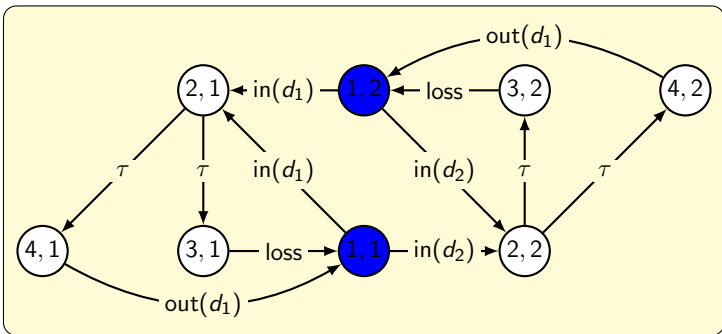 out(d₁)
2, 1 in(d₁) 1, 2 loss 3, 2 4, 2
τ τ in(d₁) in(d₂) τ τ
4, 1 3, 1 loss 1, 1 in(d₂) 2, 2
out(d₁)